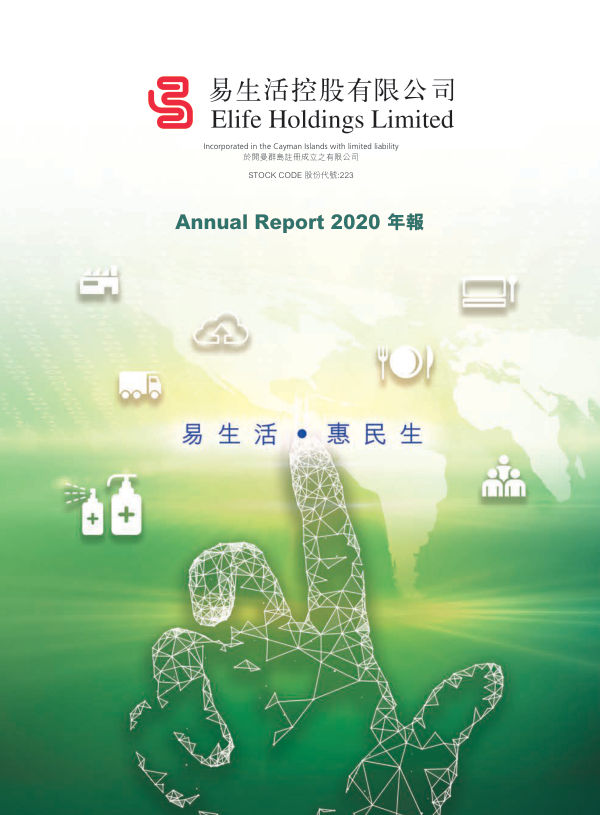 易生活控股有限公司
Elife Holdings Limited
Incorporated in the Cayman Islands with limited liability
於開曼群島註冊成立之有限公司
STOCK CODE 股份代號:223
Annual Report 2020 年報
易生活•惠民生